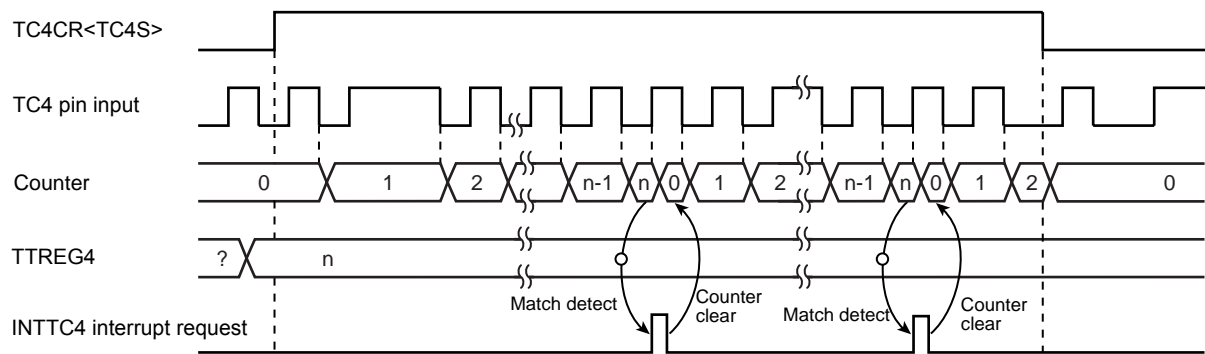 TC4CR<TC4S>
TC4 pin input
Counter 0 1 2 n-1 n 0 1 2 n-1 n 0 1 2 0
TTREG4 ? n
Match detect Counter clear Match detect Counter clear
INTTC4 interrupt request